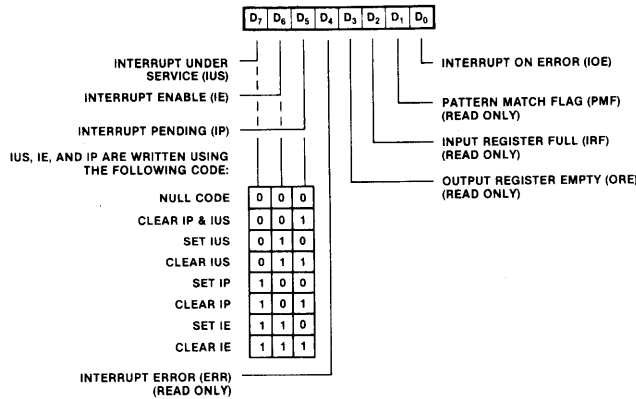 D7 D6 D5 D4 D3 D2 D1 D0
INTERRUPT UNDER
SERVICE (IUS)
INTERRUPT ENABLE (IE)
INTERRUPT PENDING (IP)
IUS, IE, AND IP ARE WRITTEN USING
THE FOLLOWING CODE:
NULL CODE 0 0 0
CLEAR IP & IUS 0 0 1
SET IUS 0 1 0
CLEAR IUS 0 1 1
SET IP 1 0 0
CLEAR IP 1 0 1
SET IE 1 1 0
CLEAR IE 1 1 1
INTERRUPT ERROR (ERR)
(READ ONLY)
INTERRUPT ON ERROR (IOE)
PATTERN MATCH FLAG (PMF)
(READ ONLY)
INPUT REGISTER FULL (IRF)
(READ ONLY)
OUTPUT REGISTER EMPTY (ORE)
(READ ONLY)